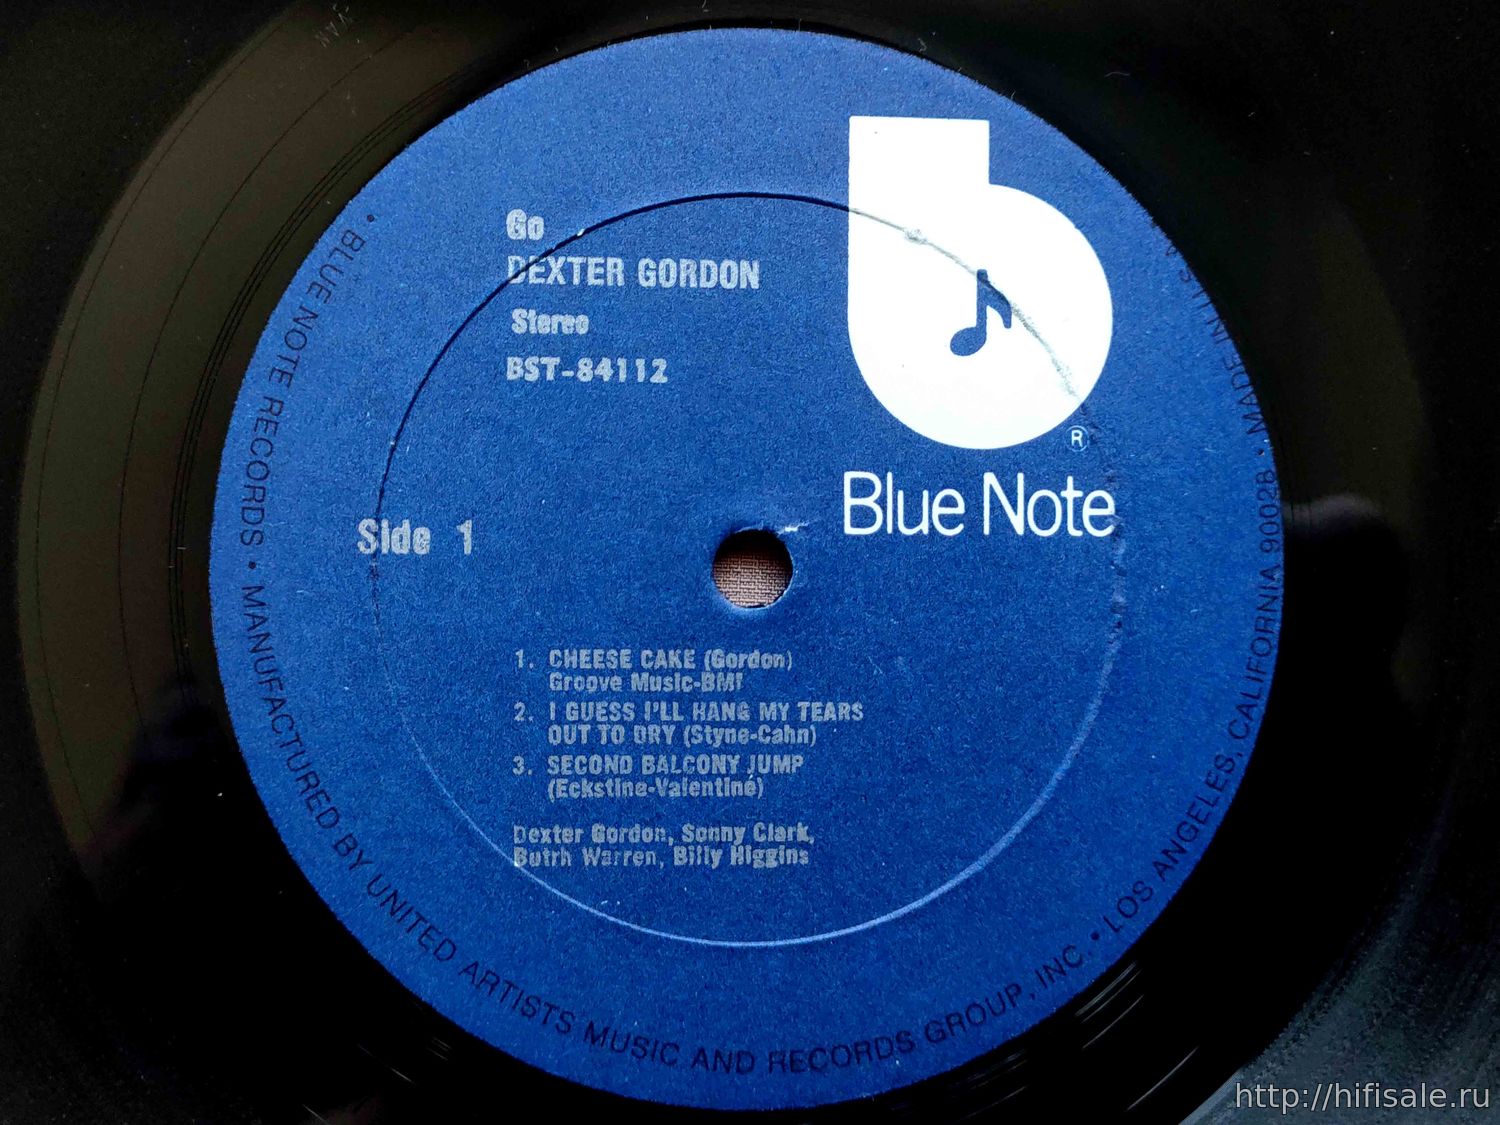 VAN
Go
DEXTER GORDON
Stereo
BST-84112
®
Blue Note
Side 1
1. CHEESE CAKE (Gordon)
Groove Music-BMI
2. I GUESS I'LL HANG MY TEARS
OUT TO DRY (Styne-Cahn)
3. SECOND BALCONY JUMP
(Eckstine-Valentine)
Dexter Gordon, Sonny Clark,
Butrh Warren, Billy Higgins
• BLUE NOTE RECORDS • MANUFACTURED BY UNITED ARTISTS MUSIC AND RECORDS GROUP, INC. • LOS ANGELES, CALIFORNIA 90028 • MADE IN U.S.A.
http://hifisale.ru